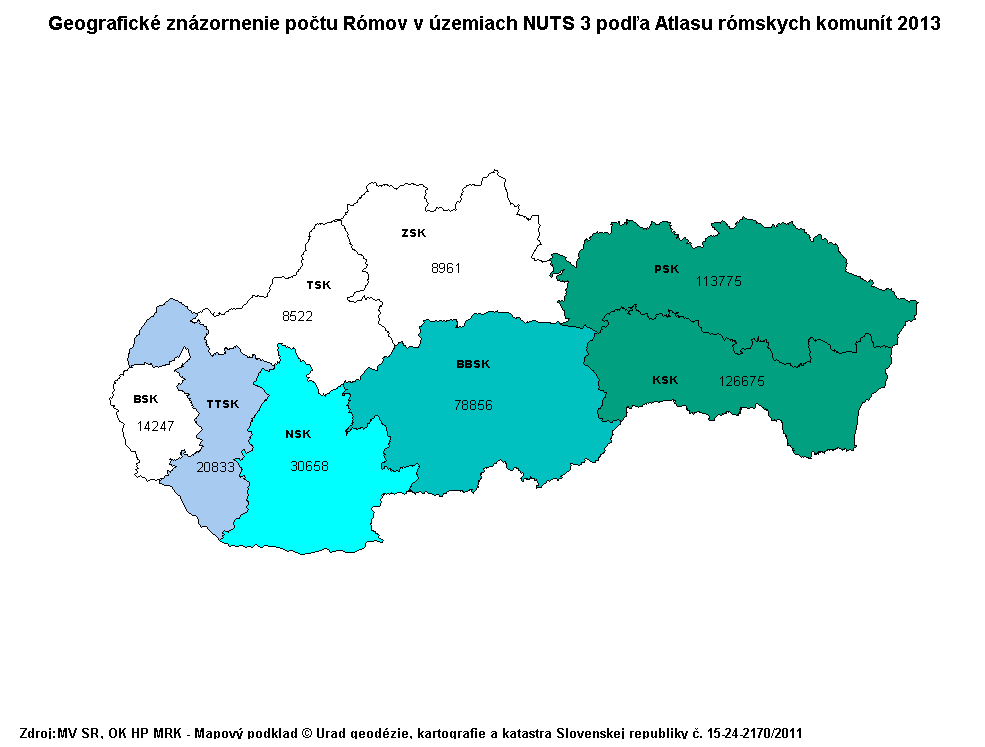 Geografické znázornenie počtu Rómov v územiach NUTS 3 podľa Atlasu rómskych komunít 2013
ZSK
8961
PSK
113775
TSK
8522
BBSK
78856
KSK
126675
BSK
14247
TTSK
20833
NSK
30658
Zdroj:MV SR, OK HP MRK - Mapový podklad © Urad geodézie, kartografie a katastra Slovenskej republiky č. 15-24-2170/2011